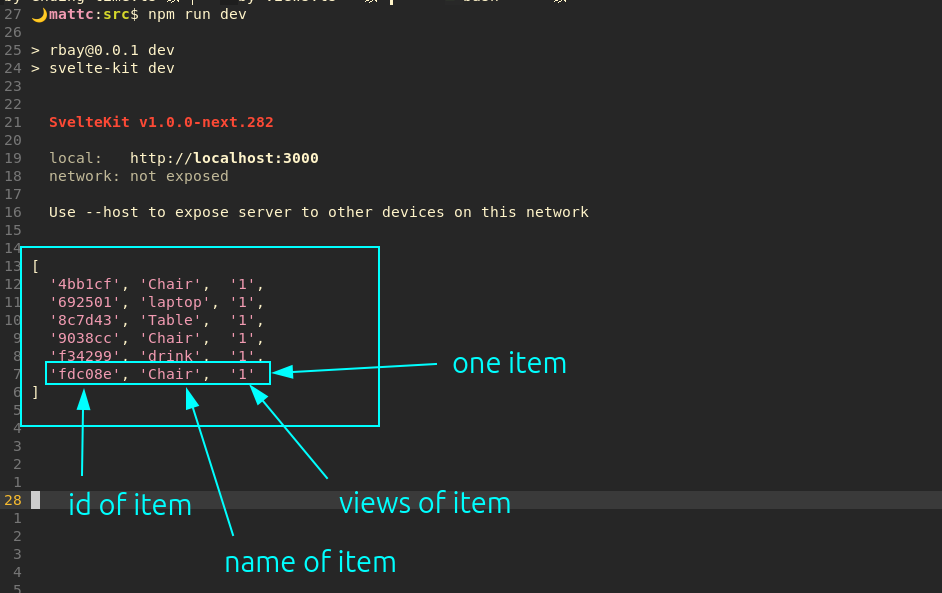 27 🌙mattc:src$ npm run dev
26
25 > rbay@0.0.1 dev
24 > svelte-kit dev
23
22
21 SvelteKit v1.0.0-next.282
20
19 local: http://localhost:3000
18 network: not exposed
17
16 Use --host to expose server to other devices on this network
15
14
13 [
12 '4bb1cf', 'Chair', '1',
11 '692501', 'laptop', '1',
10 '8c7d43', 'Table', '1',
9 '9038cc', 'Chair', '1',
8 'f34299', 'drink', '1',
7 'fdc08e', 'Chair', '1'
one item
6 ]
5
4
3
2
1
28
id of item
views of item
1
2
3
name of item
4
5